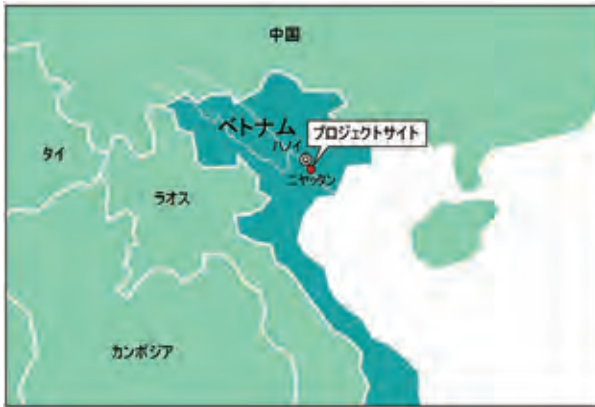 中国
ベトナム
プロジェクトサイト
ハノイ
ニャッタン
タイ
ラオス
カンボジア